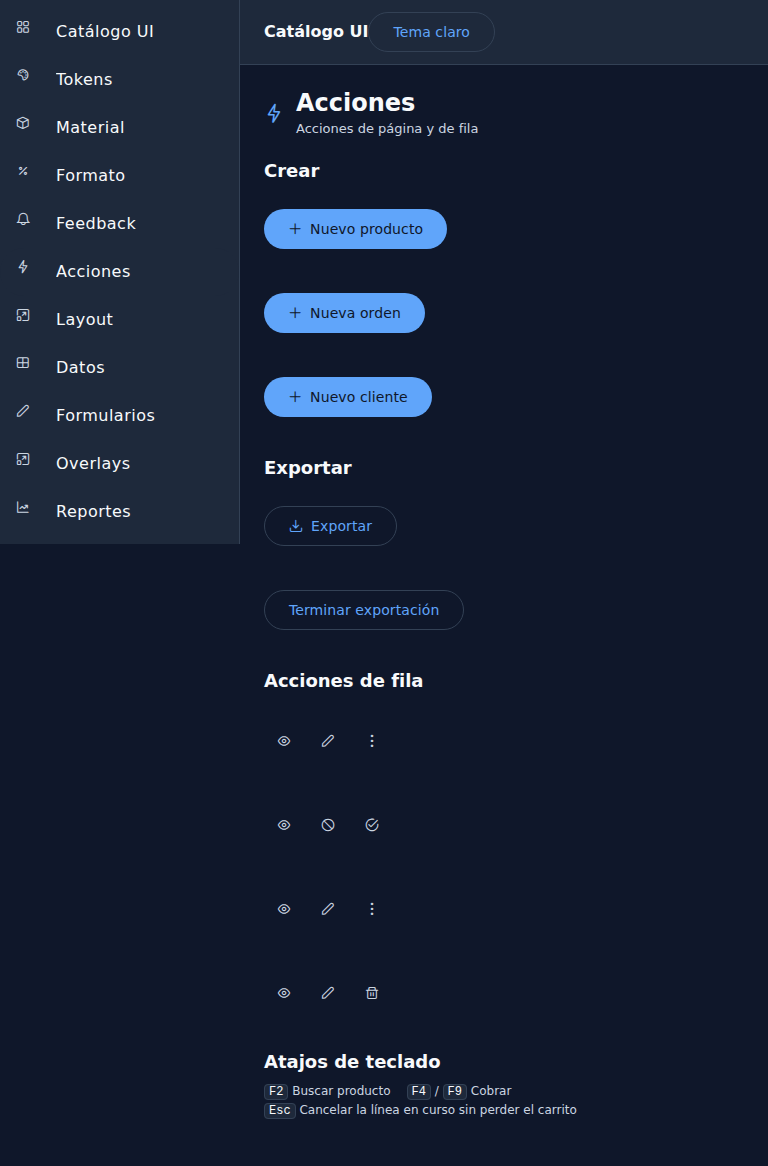 Catálogo UI
Tokens
Material
Formato
Feedback
Acciones
Layout
Datos
Formularios
Overlays
Reportes
Catálogo UI Tema claro
Acciones
Acciones de página y de fila
Crear
Nuevo producto
Nueva orden
Nuevo cliente
Exportar
Exportar
Terminar exportación
Acciones de fila
Atajos de teclado
F2 Buscar producto F4 / F9 Cobrar
Esc Cancelar la línea en curso sin perder el carrito